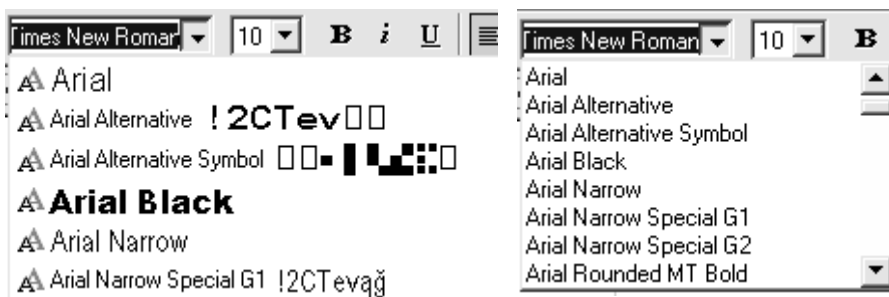 Times New Roman 10 B i U
Arial
Arial Alternative !2CTev
Arial Alternative Symbol
Arial Black
Arial Narrow
Arial Narrow Special G1 !2CTevąğ
Times New Roman 10 B
Arial
Arial Alternative
Arial Alternative Symbol
Arial Black
Arial Narrow
Arial Narrow Special G1
Arial Narrow Special G2
Arial Rounded MT Bold